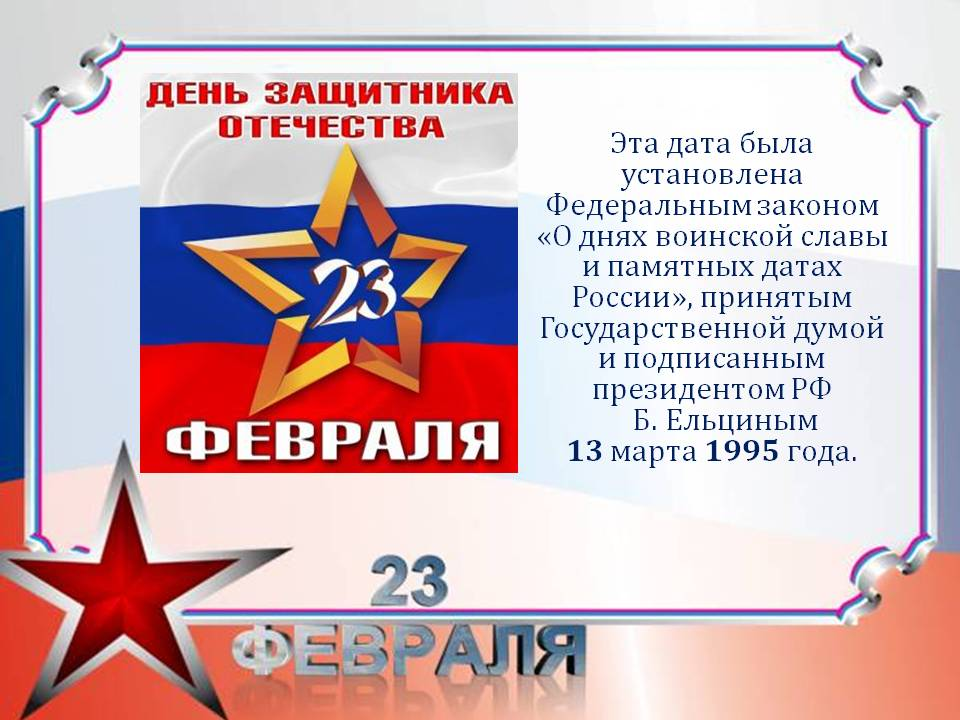 ДЕНЬ ЗАЩИТНИКА
ОТЕЧЕСТВА
23
ФЕВРАЛЯ
Эта дата была
установлена
Федеральным законом
«О днях воинской славы
и памятных датах
России», принятым
Государственной думой
и подписанным
президентом РФ
Б. Ельциным
13 марта 1995 года.
23
ФЕВРАЛЯ